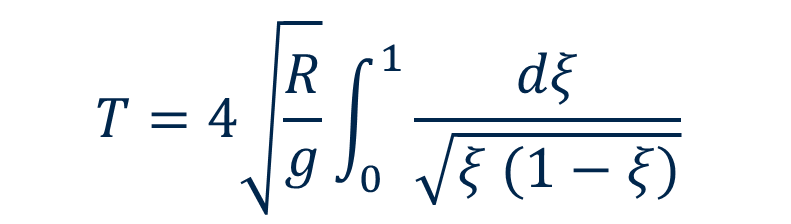 T = 4 √(R/g) ∫₀¹ dξ / √(ξ (1 − ξ))